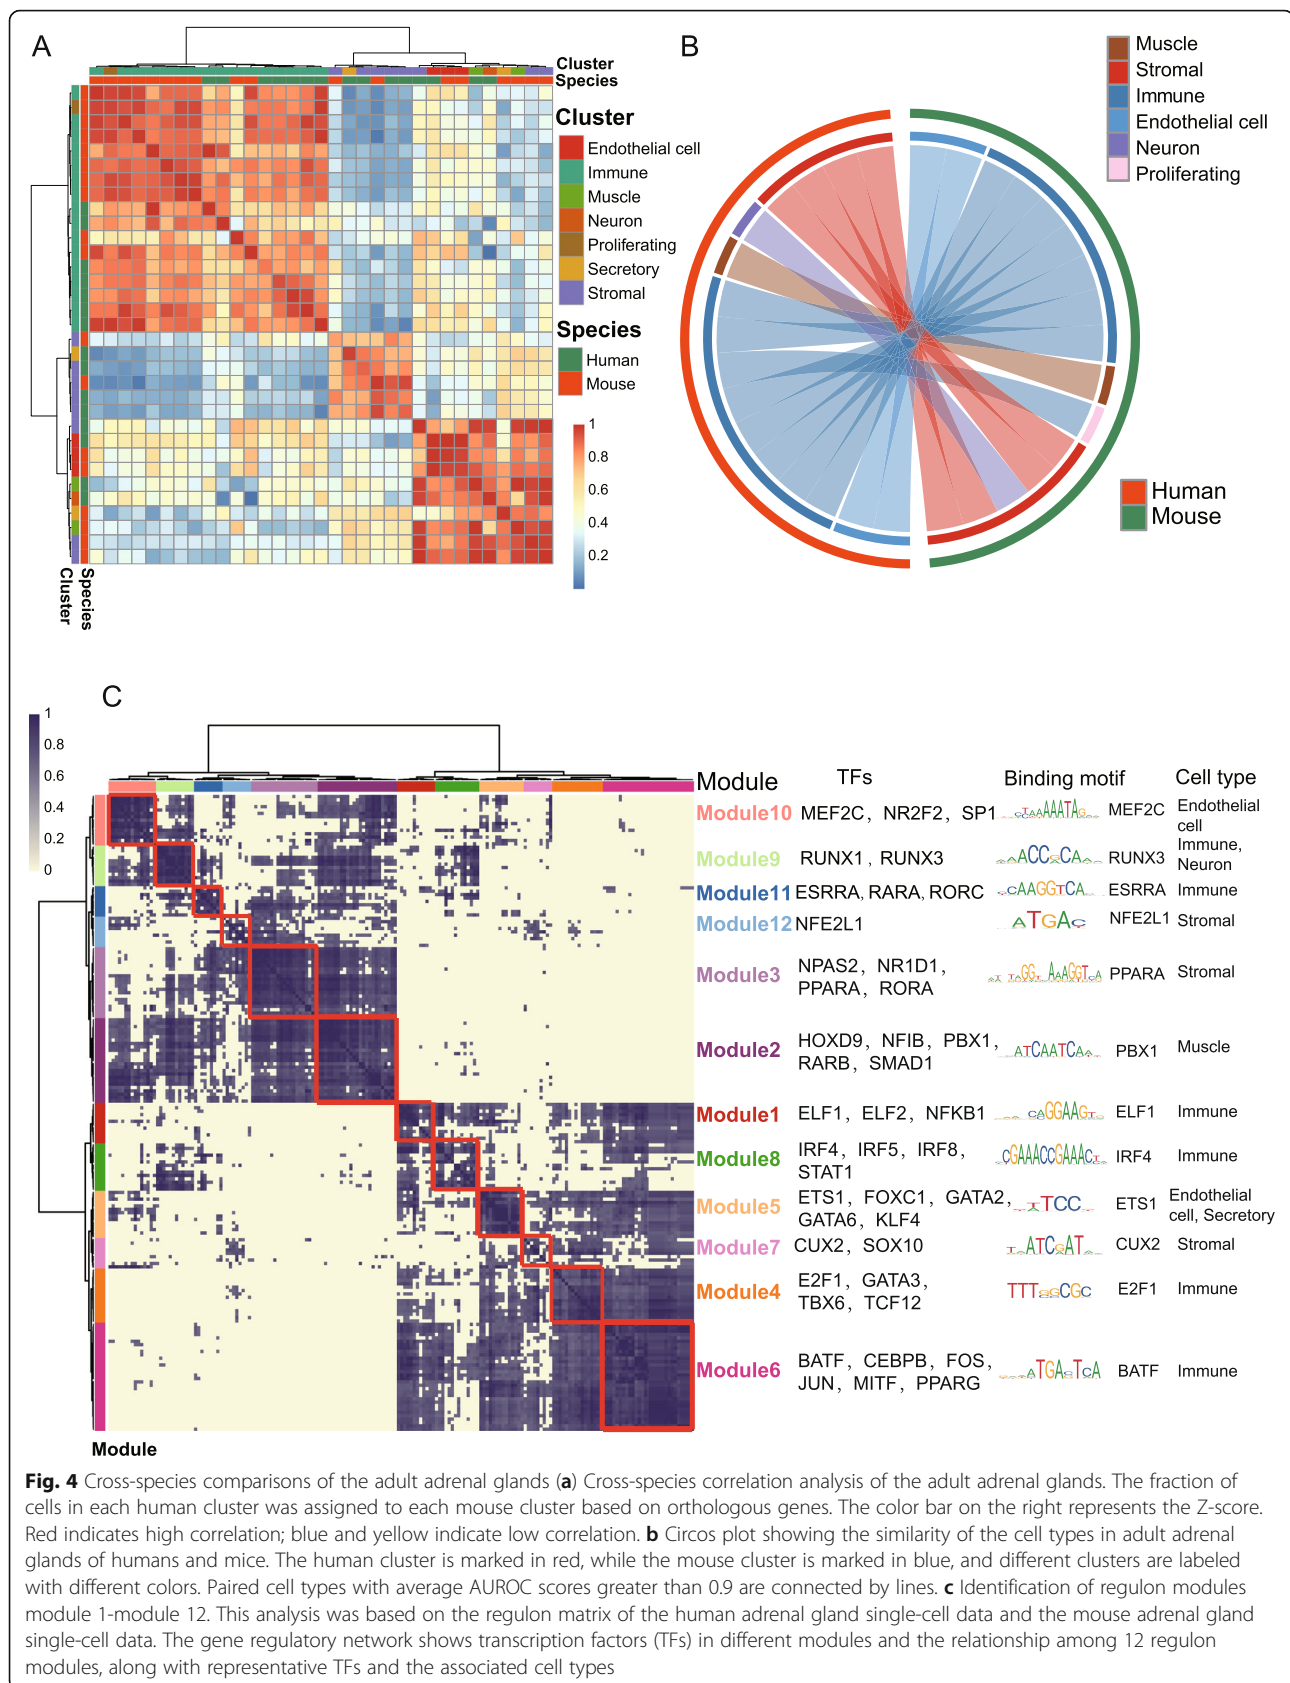 A
Cluster
Species
Cluster
Endothelial cell
Immune
Muscle
Neuron
Proliferating
Secretory
Stromal
Species
Human
Mouse
1
0.8
0.6
0.4
0.2
Species
Cluster
B
Muscle
Stromal
Immune
Endothelial cell
Neuron
Proliferating
Human
Mouse
C
1
0.8
0.6
0.4
0.2
0
Module TFs Binding motif Cell type
Module10 MEF2C, NR2F2, SP1 MEF2C Endothelial
cell
Module9 RUNX1, RUNX3 RUNX3 Immune,
Neuron
Module11 ESRRA, RARA, RORC ESRRA Immune
Module12 NFE2L1 ATGAC NFE2L1 Stromal
Module3 NPAS2, NR1D1, PPARA Stromal
PPARA, RORA
Module2 HOXD9, NFIB, PBX1, ATCAATCA PBX1 Muscle
RARB, SMAD1
Module1 ELF1, ELF2, NFKB1 ELF1 Immune
Module8 IRF4, IRF5, IRF8, CGAAACCGAAAC IRF4 Immune
STAT1
Module5 ETS1, FOXC1, GATA2, TTCC ETS1 Endothelial
GATA6, KLF4 cell, Secretory
Module7 CUX2, SOX10 CUX2 Stromal
Module4 E2F1, GATA3, E2F1 Immune
TBX6, TCF12
Module6 BATF, CEBPB, FOS, BATF Immune
JUN, MITF, PPARG
Module
Fig. 4 Cross-species comparisons of the adult adrenal glands (a) Cross-species correlation analysis of the adult adrenal glands. The fraction of
cells in each human cluster was assigned to each mouse cluster based on orthologous genes. The color bar on the right represents the Z-score.
Red indicates high correlation; blue and yellow indicate low correlation. b Circos plot showing the similarity of the cell types in adult adrenal
glands of humans and mice. The human cluster is marked in red, while the mouse cluster is marked in blue, and different clusters are labeled
with different colors. Paired cell types with average AUROC scores greater than 0.9 are connected by lines. c Identification of regulon modules
module 1-module 12. This analysis was based on the regulon matrix of the human adrenal gland single-cell data and the mouse adrenal gland
single-cell data. The gene regulatory network shows transcription factors (TFs) in different modules and the relationship among 12 regulon
modules, along with representative TFs and the associated cell types